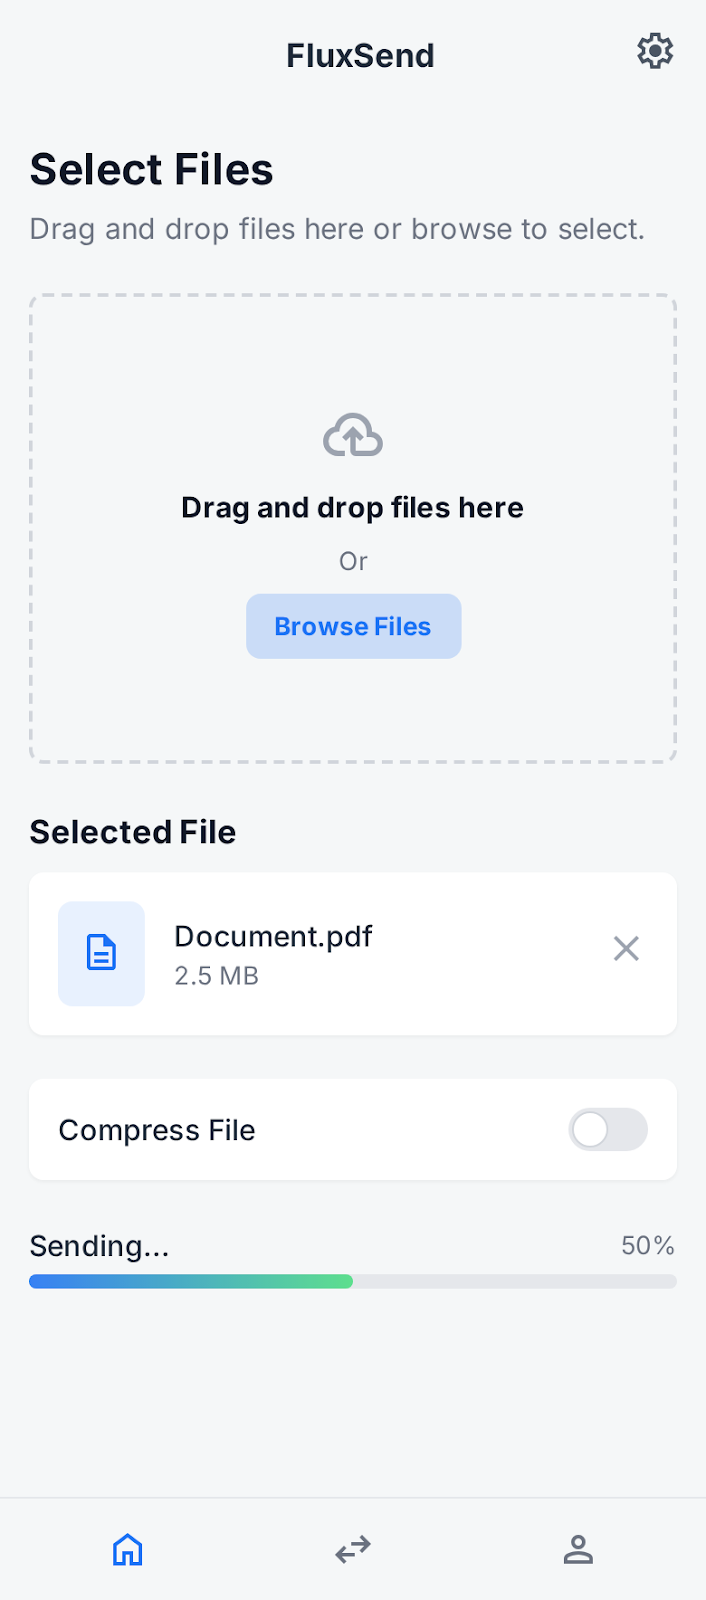 FluxSend
Select Files
Drag and drop files here or browse to select.
Drag and drop files here
Or
Browse Files
Selected File
Document.pdf
2.5 MB
Compress File
Sending...
50%